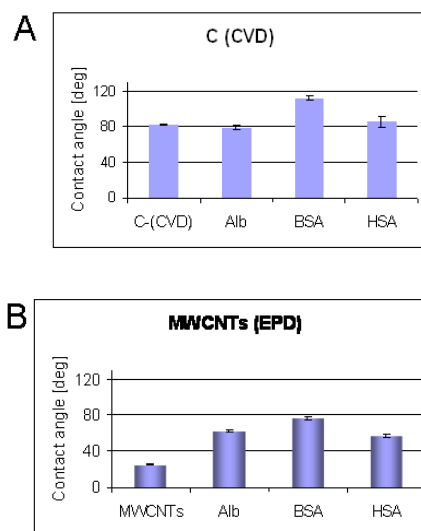 A
C (CVD)
Contact angle [deg]
120
80
40
0
C-(CVD) Alb BSA HSA
B
MWCNTs (EPD)
Contact angle [deg]
120
80
40
0
MWCNTs Alb BSA HSA